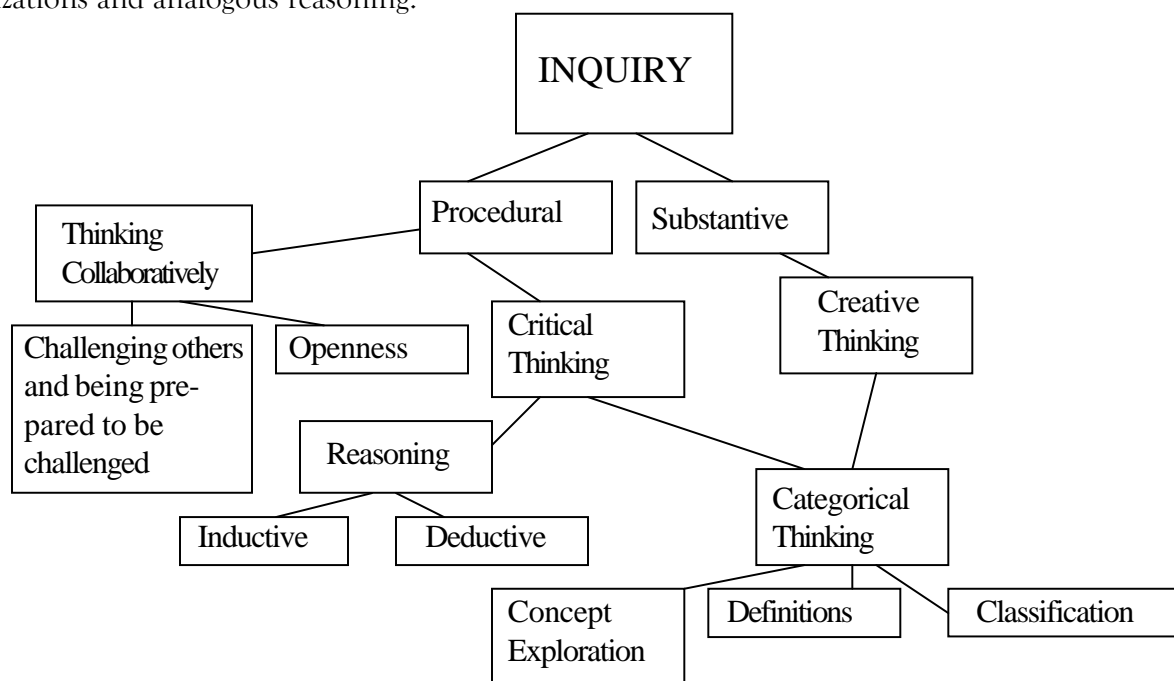 and analogous reasoning.
INQUIRY
Procedural
Substantive
Thinking
Collaboratively
Creative
Thinking
Critical
Thinking
Challenging others
and being pre-
pared to be
challenged
Openness
Reasoning
Categorical
Thinking
Inductive
Deductive
Concept
Exploration
Definitions
Classification